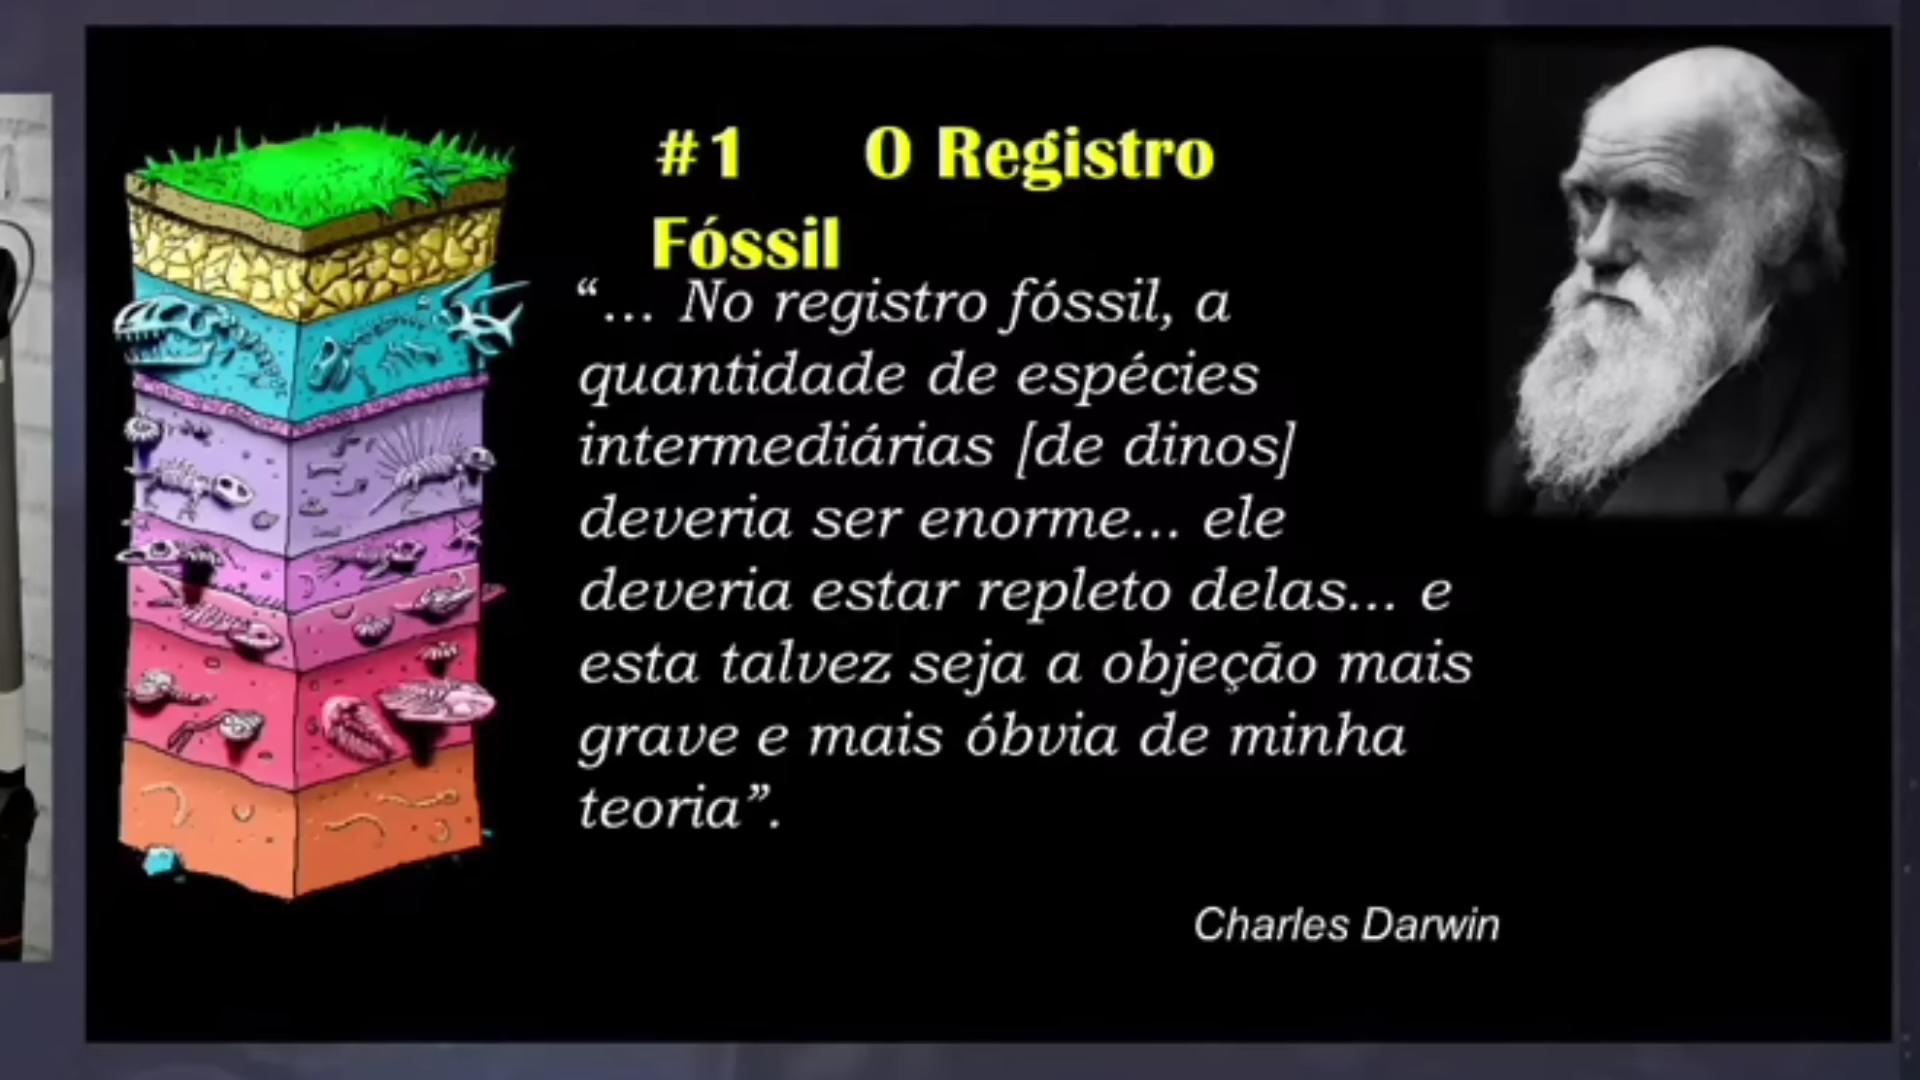 #1 O Registro
Fóssil
“... No registro fóssil, a
quantidade de espécies
intermediárias [de dinos]
deveria ser enorme... ele
deveria estar repleto delas... e
esta talvez seja a objeção mais
grave e mais óbvia de minha
teoria”.
Charles Darwin